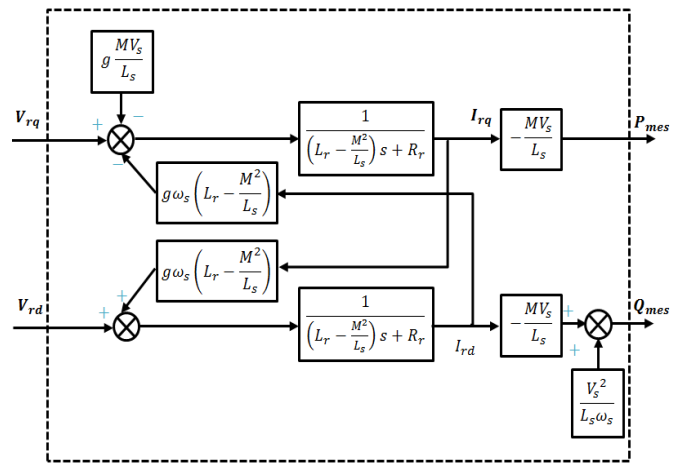 g MV_s / L_s
−
V_rq
+
−
1 / ((L_r − M²/L_s) s + R_r)
I_rq
− MV_s / L_s
P_mes
gω_s (L_r − M²/L_s)
gω_s (L_r − M²/L_s)
V_rd
+
+
1 / ((L_r − M²/L_s) s + R_r)
I_rd
− MV_s / L_s
+
+
Q_mes
V_s² / L_sω_s